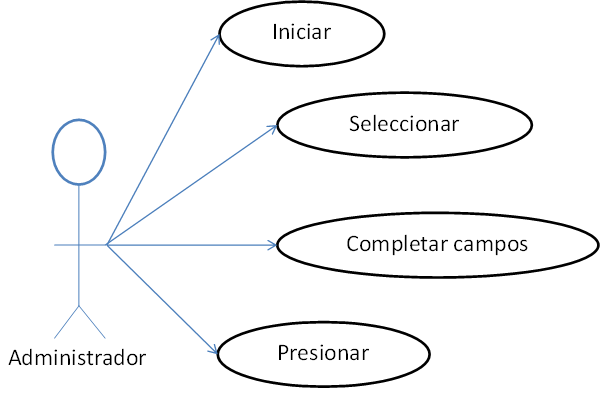 Iniciar
Seleccionar
Completar campos
Presionar
Administrador